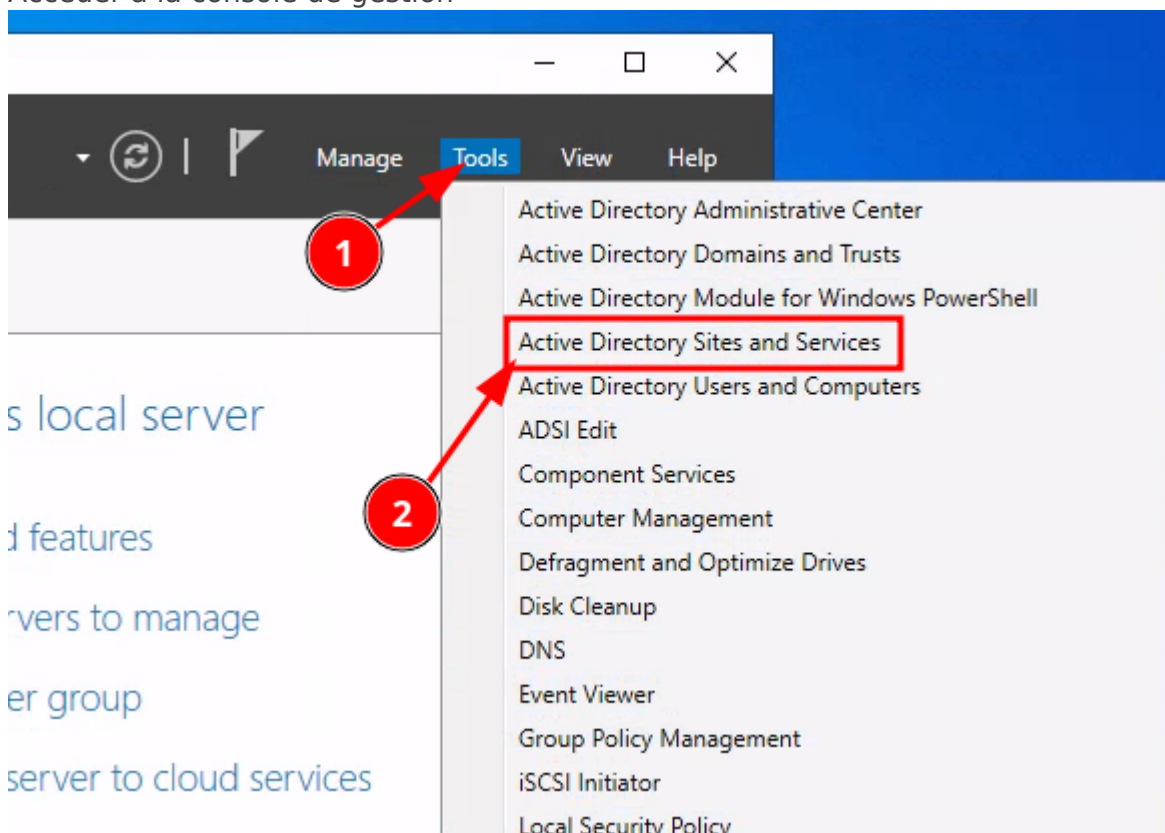 Accéder à la console de gestion
Manage Tools View Help
1
Active Directory Administrative Center
Active Directory Domains and Trusts
Active Directory Module for Windows PowerShell
Active Directory Sites and Services
Active Directory Users and Computers
ADSI Edit
Component Services
2
Computer Management
Defragment and Optimize Drives
Disk Cleanup
DNS
Event Viewer
Group Policy Management
iSCSI Initiator
Local Security Policy
s local server
d features
rvers to manage
er group
server to cloud services